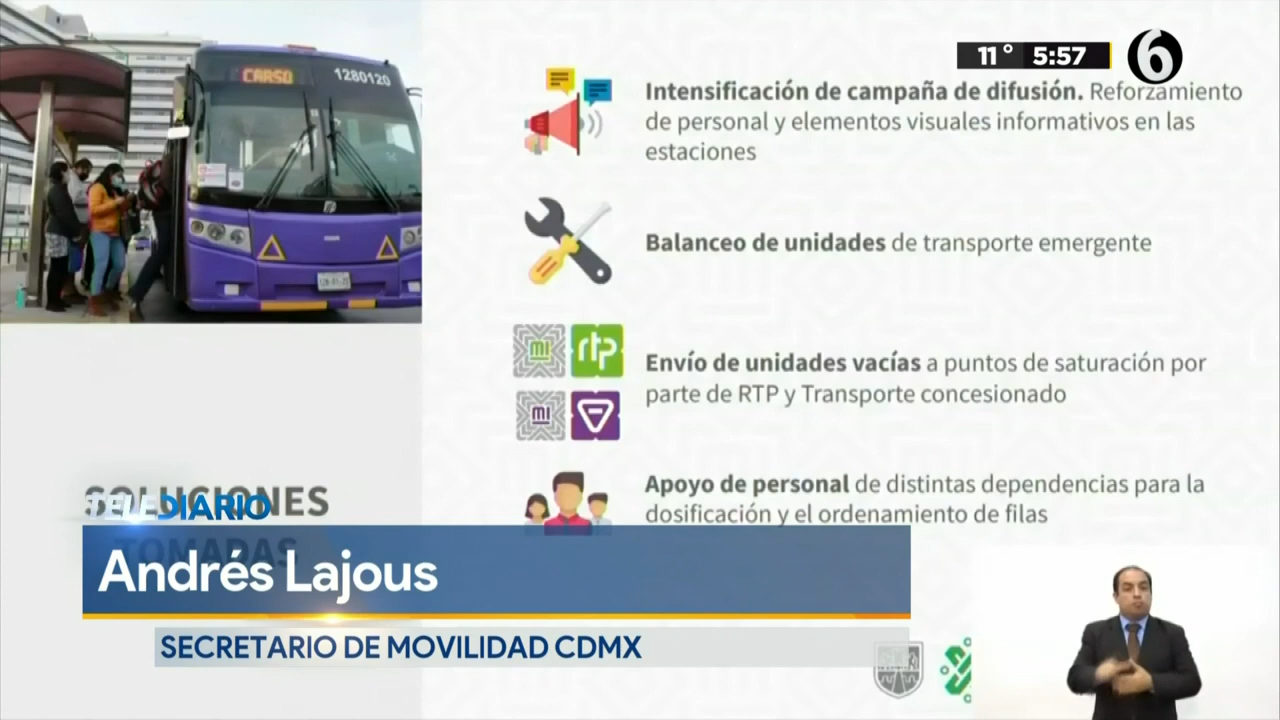 11° 5:57
6
CARSO
1280120
Intensificación de campaña de difusión. Reforzamiento
de personal y elementos visuales informativos en las
estaciones
Balanceo de unidades de transporte emergente
MI rtp
MI
Envío de unidades vacías a puntos de saturación por
parte de RTP y Transporte concesionado
Apoyo de personal de distintas dependencias para la
dosificación y el ordenamiento de filas
SOLUCIONES
TOMADAS
TELEDIARIO
Andrés Lajous
SECRETARIO DE MOVILIDAD CDMX